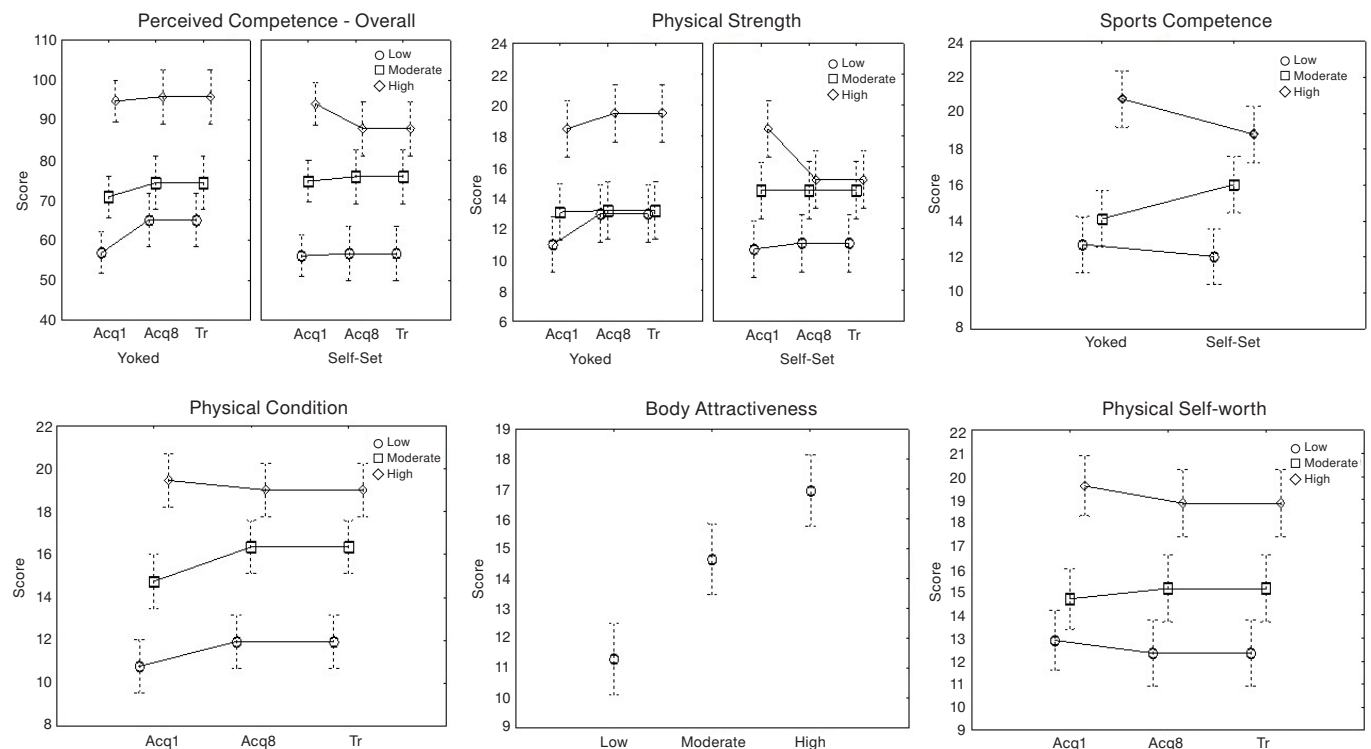 Perceived Competence - Overall
110
100
90
80
70
60
50
40
Score
Low
Moderate
High
Acq1 Acq8 Tr
Acq1 Acq8 Tr
Yoked
Self-Set
Physical Strength
24
22
20
18
16
14
12
10
8
6
Score
Low
Moderate
High
Acq1 Acq8 Tr
Acq1 Acq8 Tr
Yoked
Self-Set
Sports Competence
24
22
20
18
16
14
12
10
8
Score
Low
Moderate
High
Yoked Self-Set
Physical Condition
22
20
18
16
14
12
10
8
Score
Low
Moderate
High
Acq1 Acq8 Tr
Body Attractiveness
19
18
17
16
15
14
13
12
11
10
9
Score
Low Moderate High
Physical Self-worth
22
21
20
19
18
17
16
15
14
13
12
11
10
9
Score
Low
Moderate
High
Acq1 Acq8 Tr